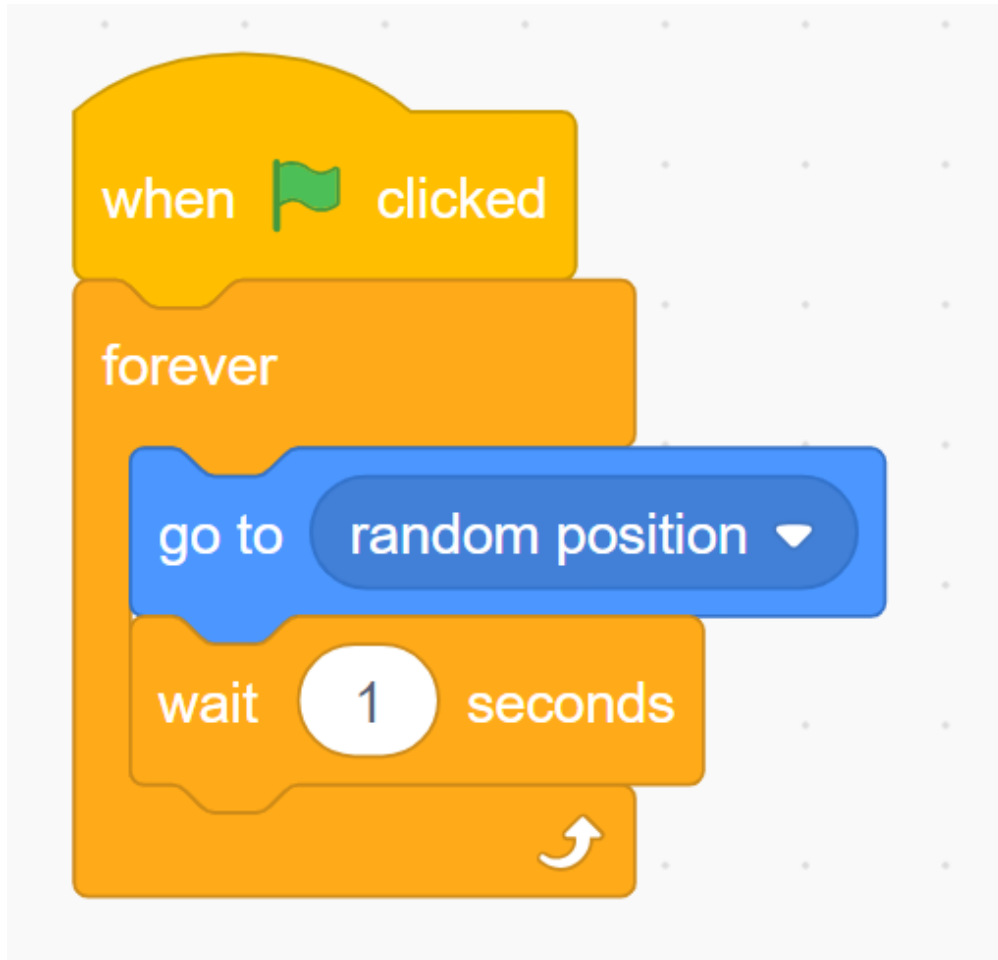 when clicked
forever
go to random position
wait 1 seconds